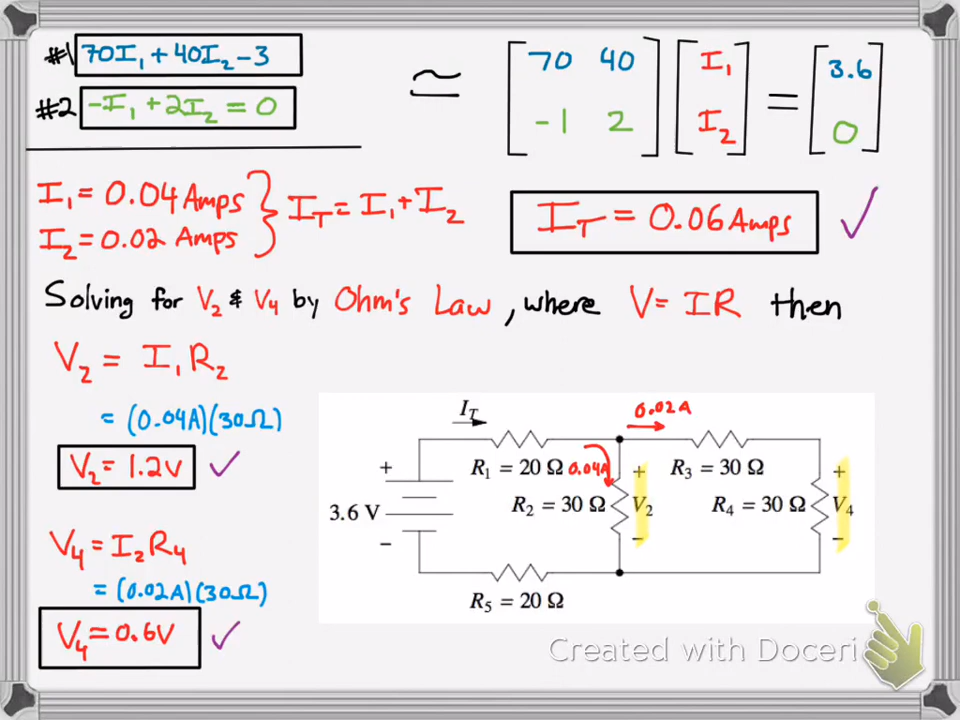 #1 70I₁ + 40I₂ - 3
#2 -I₁ + 2I₂ = 0
≃ [70 40 -1 2] [I₁ I₂] = [3.6 0]
I₁ = 0.04 Amps
I₂ = 0.02 Amps
} I_T = I₁ + I₂
I_T = 0.06 Amps ✓
Solving for V₂ & V₄ by Ohm's Law, where V = IR then
V₂ = I₁R₂
= (0.04A)(30Ω)
V₂ = 1.2V ✓
V₄ = I₂R₄
= (0.02A)(30Ω)
V₄ = 0.6V ✓
I_T
0.02A
+
R₁ = 20 Ω
0.04A
+
R₃ = 30 Ω
+
3.6 V
R₂ = 30 Ω
V₂
R₄ = 30 Ω
V₄
−
−
−
R₅ = 20 Ω
Created with Doceri